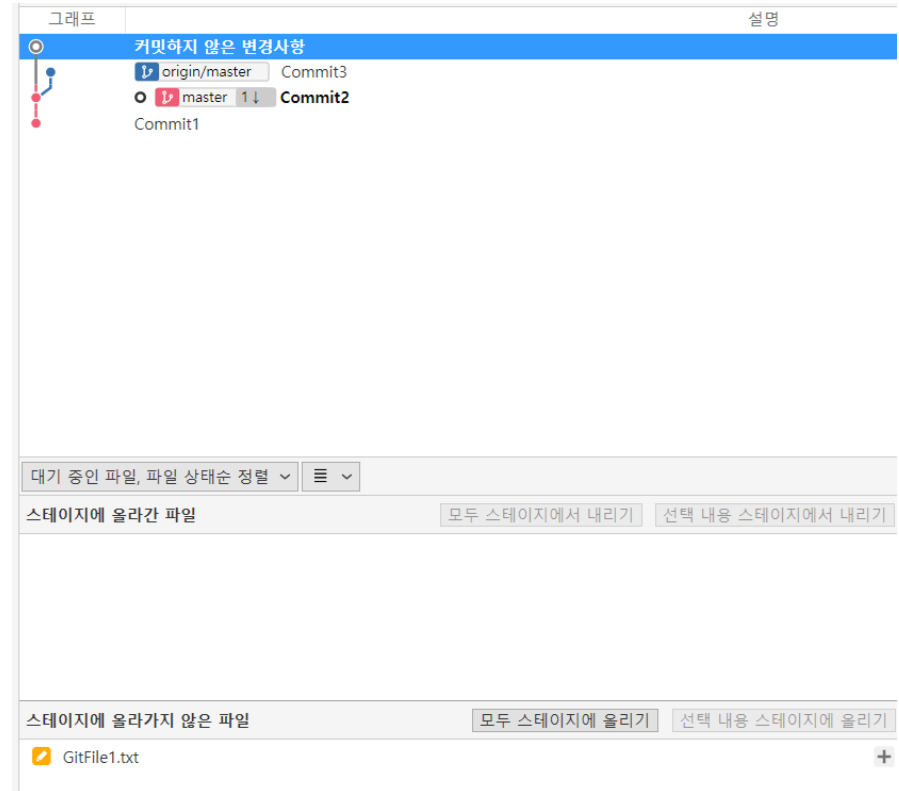 그래프 설명
커밋하지 않은 변경사항
origin/master Commit3
master 1↓ Commit2
Commit1
대기 중인 파일, 파일 상태순 정렬
스테이지에 올라간 파일 모두 스테이지에서 내리기 선택 내용 스테이지에서 내리기
스테이지에 올라가지 않은 파일 모두 스테이지에 올리기 선택 내용 스테이지에 올리기
GitFile1.txt